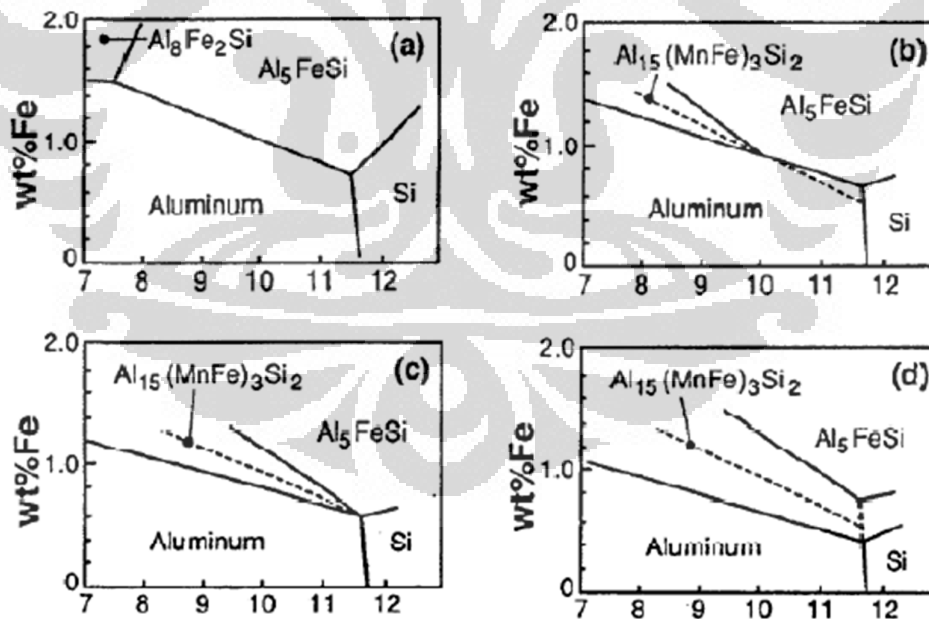 2.0
Al8Fe2Si
(a)
Al5FeSi
wt%Fe
1.0
Aluminum
Si
0
7 8 9 10 11 12
2.0
(b)
Al15(MnFe)3Si2
Al5FeSi
wt%Fe
1.0
Aluminum
Si
0
7 8 9 10 11 12
2.0
(c)
Al15(MnFe)3Si2
Al5FeSi
wt%Fe
1.0
Aluminum
Si
0
7 8 9 10 11 12
2.0
(d)
Al15(MnFe)3Si2
Al5FeSi
wt%Fe
1.0
Aluminum
Si
0
7 8 9 10 11 12